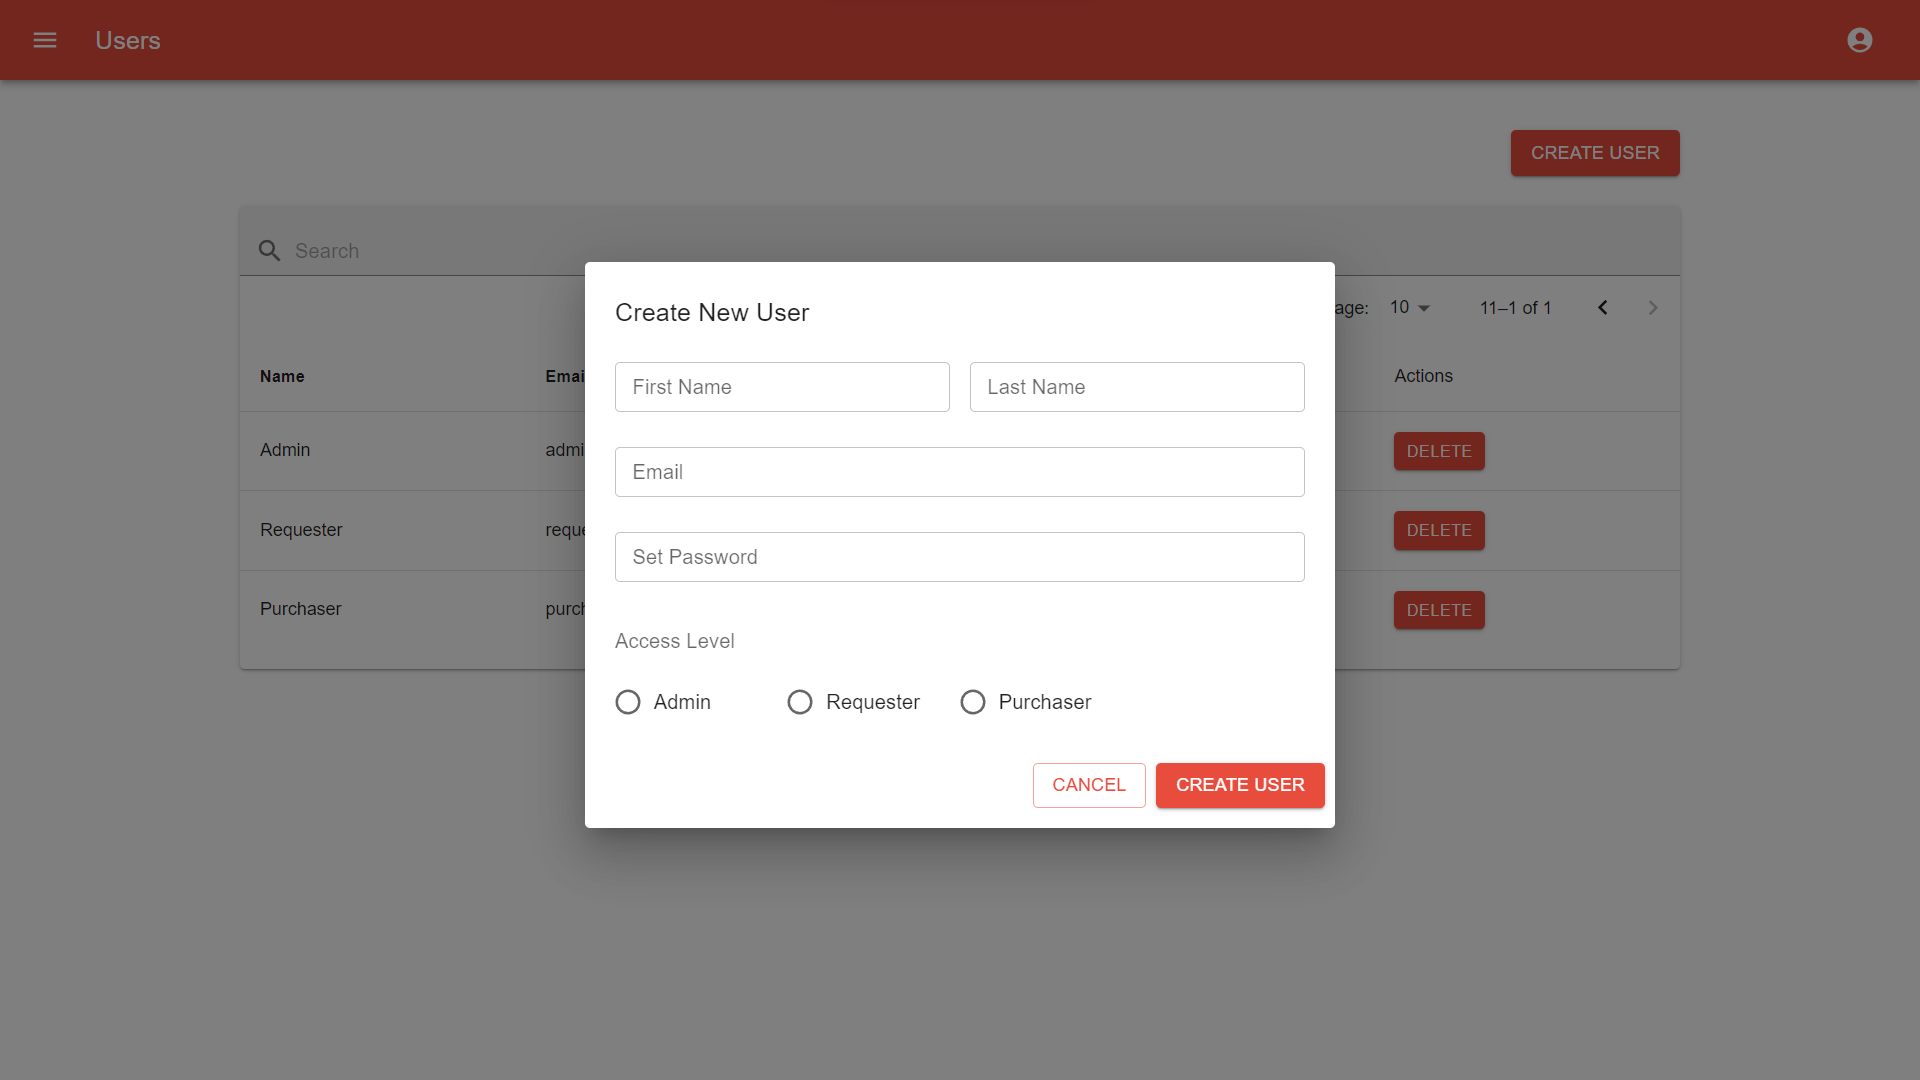 Users
CREATE USER
Search
Create New User
age: 10 11–1 of 1
First Name Last Name
Name Emai Actions
Admin admi DELETE
Email
Requester reque DELETE
Set Password
Purchaser purch DELETE
Access Level
Admin Requester Purchaser
CANCEL CREATE USER